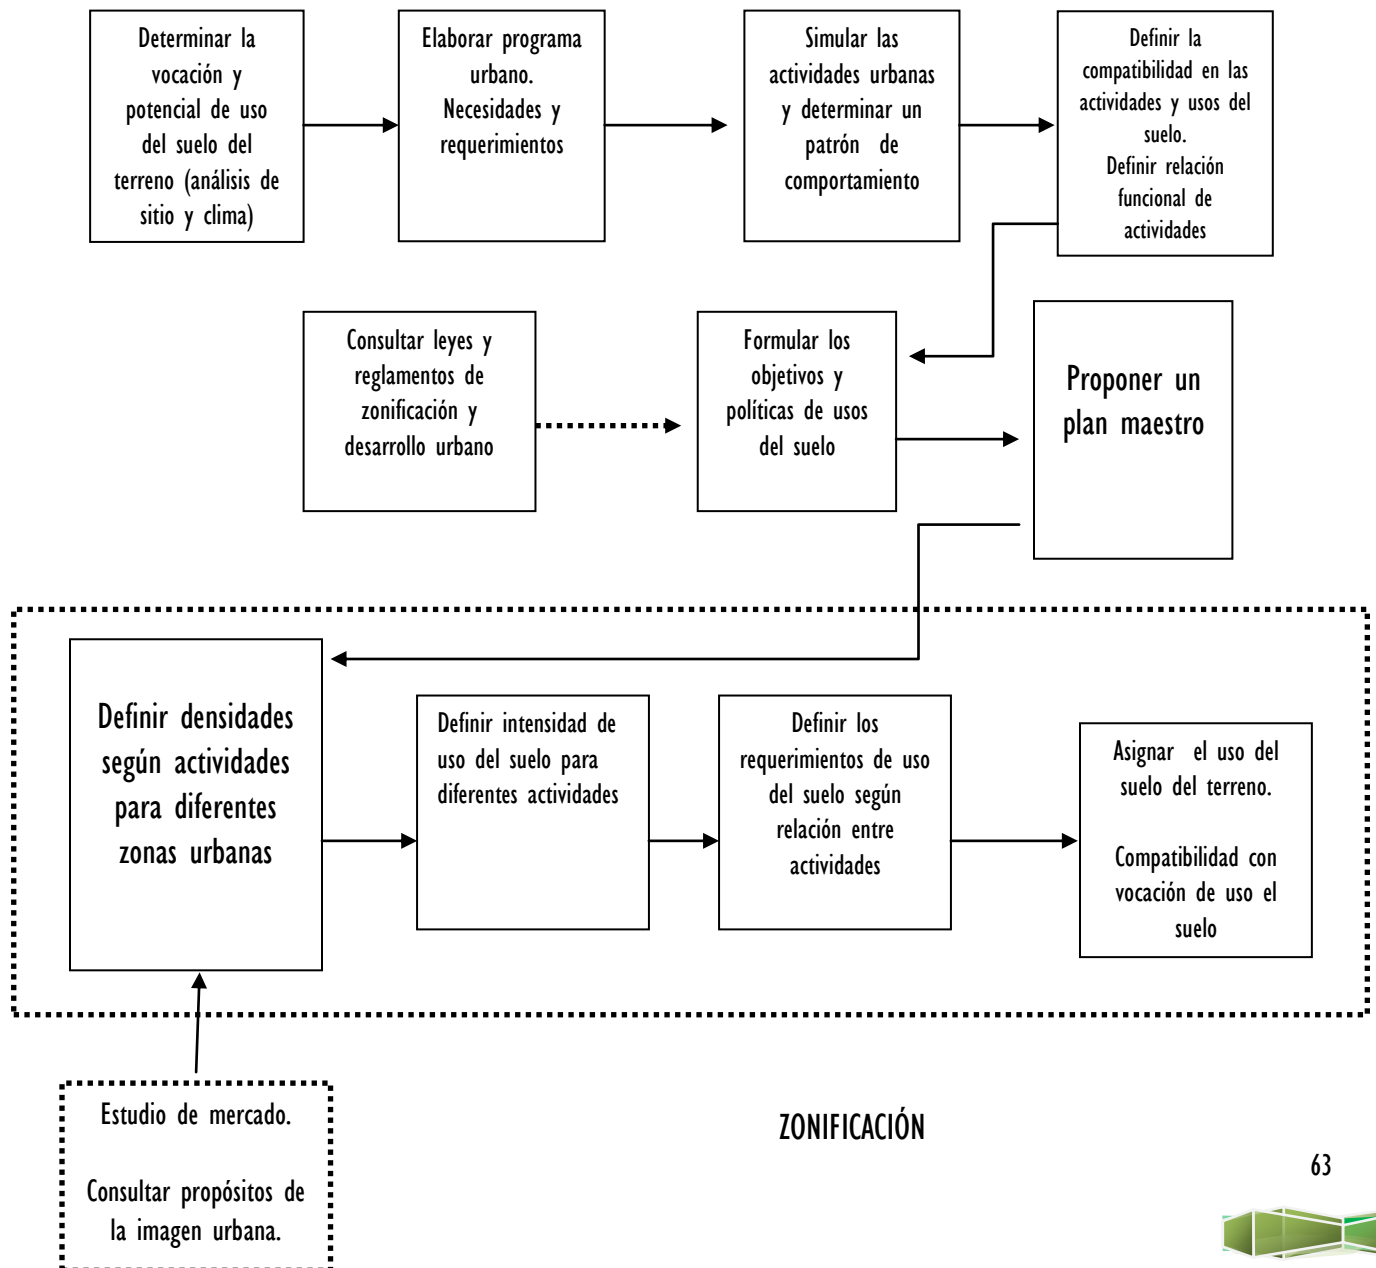 Determinar la
vocación y
potencial de uso
del suelo del
terreno (análisis de
sitio y clima)
Elaborar programa
urbano.
Necesidades y
requerimientos
Simular las
actividades urbanas
y determinar un
patrón de
comportamiento
Definir la
compatibilidad en las
actividades y usos del
suelo.
Definir relación
funcional de
actividades
Consultar leyes y
reglamentos de
zonificación y
desarrollo urbano
Formular los
objetivos y
políticas de usos
del suelo
Proponer un
plan maestro
Definir densidades
según actividades
para diferentes
zonas urbanas
Definir intensidad de
uso del suelo para
diferentes actividades
Definir los
requerimientos de uso
del suelo según
relación entre
actividades
Asignar el uso del
suelo del terreno.
Compatibilidad con
vocación de uso el
suelo
Estudio de mercado.
Consultar propósitos de
la imagen urbana.
ZONIFICACIÓN
63